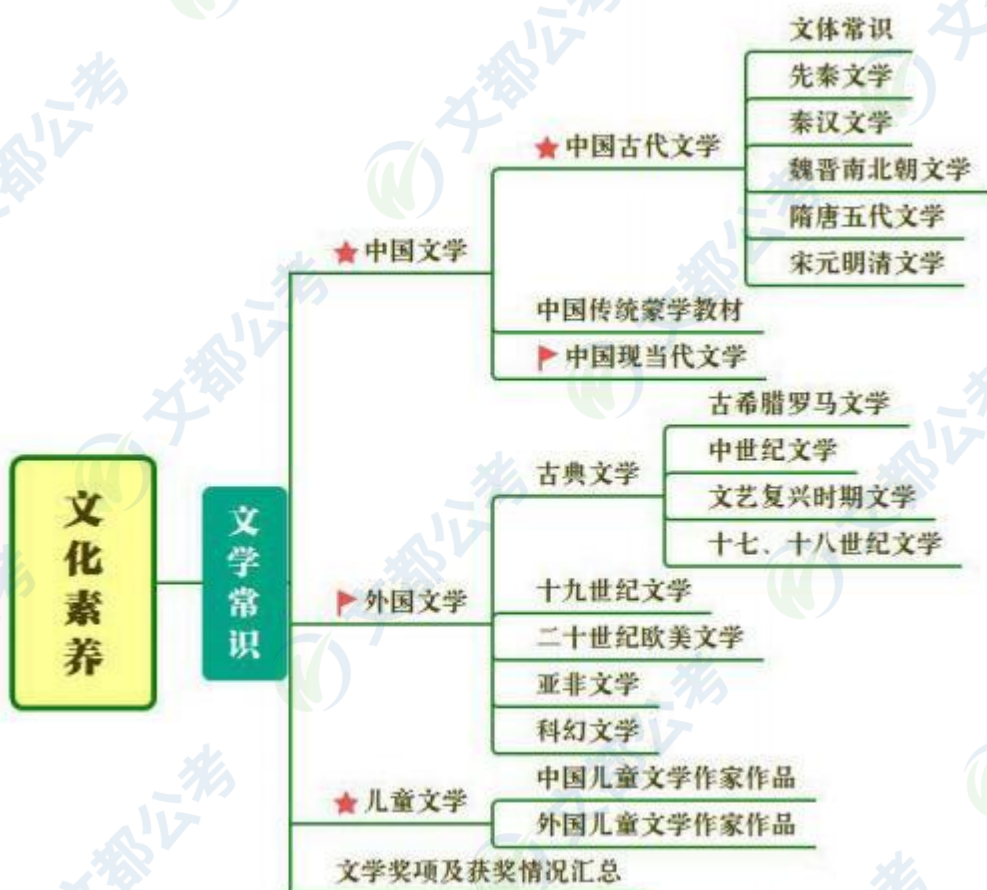 文化素养
文学常识
★中国文学
★中国古代文学
文体常识
先秦文学
秦汉文学
魏晋南北朝文学
隋唐五代文学
宋元明清文学
中国传统蒙学教材
中国现当代文学
外国文学
古典文学
古希腊罗马文学
中世纪文学
文艺复兴时期文学
十七、十八世纪文学
十九世纪文学
二十世纪欧美文学
亚非文学
科幻文学
★儿童文学
中国儿童文学作家作品
外国儿童文学作家作品
文学奖项及获奖情况汇总
文都公考